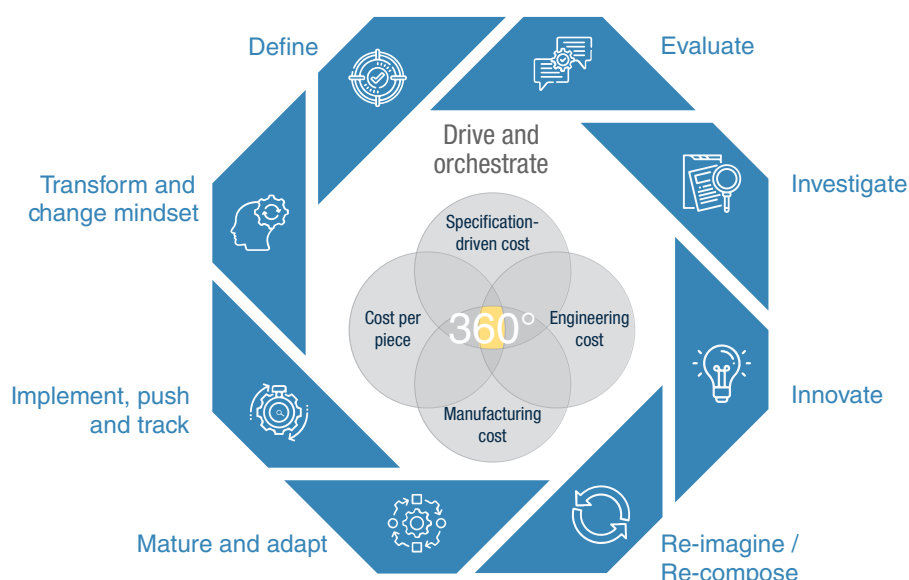 Define
Evaluate
Drive and
orchestrate
Transform and
change mindset
Investigate
Specification-
driven cost
Cost per
piece
360°
Engineering
cost
Manufacturing
cost
Implement, push
and track
Innovate
Mature and adapt
Re-imagine /
Re-compose